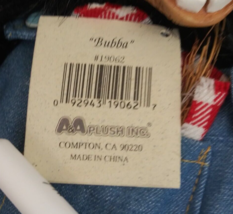 "Bubba"
#19062
0 92943 19062 7
AA PLUSH INC.
COMPTON, CA 90220
MADE IN CHINA